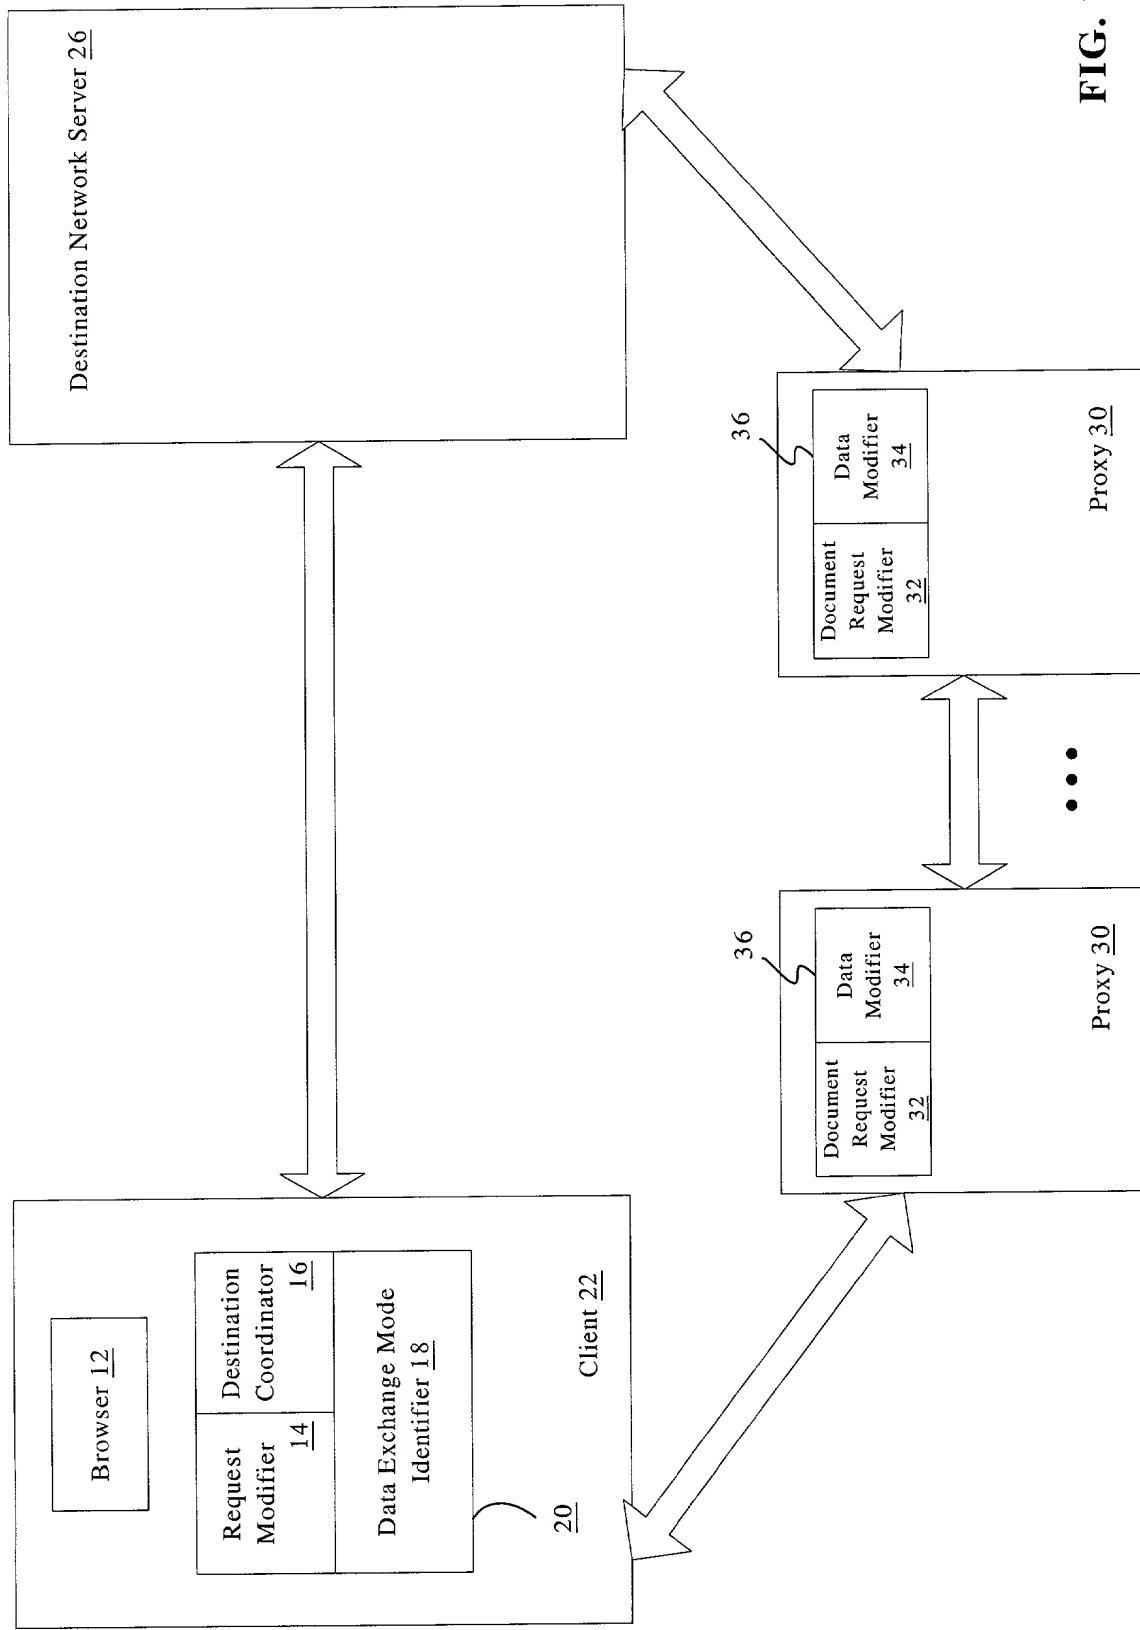 Browser 12
Request
Modifier
14
Destination
Coordinator
16
Data Exchange Mode
Identifier 18
20
Client 22
Destination Network Server 26
36
Document
Request
Modifier
32
Data
Modifier
34
Proxy 30
36
Document
Request
Modifier
32
Data
Modifier
34
Proxy 30
FIG.